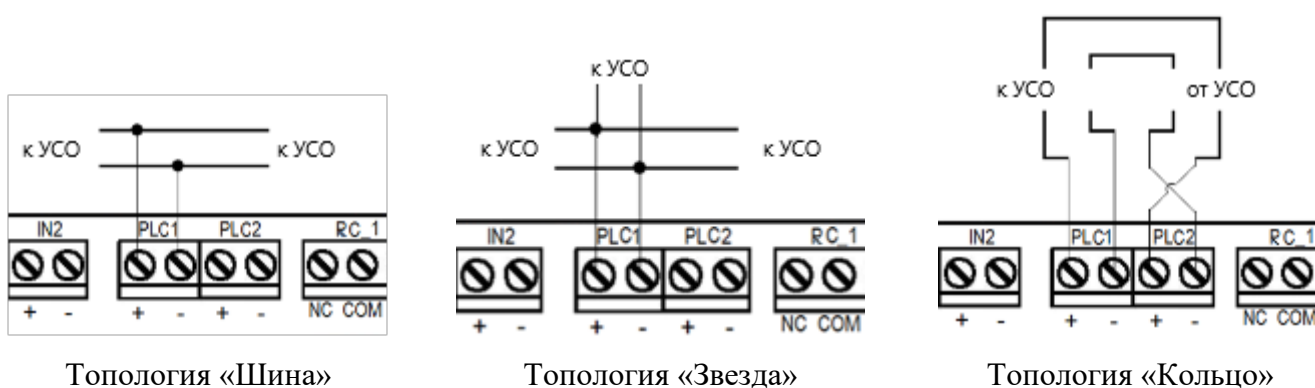 к УСО к УСО
IN2 PLC1 PLC2 RC_1
+ - + - + - NC COM
Топология «Шина»
к УСО
к УСО к УСО
IN2 PLC1 PLC2 RC_1
+ - + - + - NC COM
Топология «Звезда»
к УСО от УСО
IN2 PLC1 PLC2 RC_1
+ - + - + - NC COM
Топология «Кольцо»